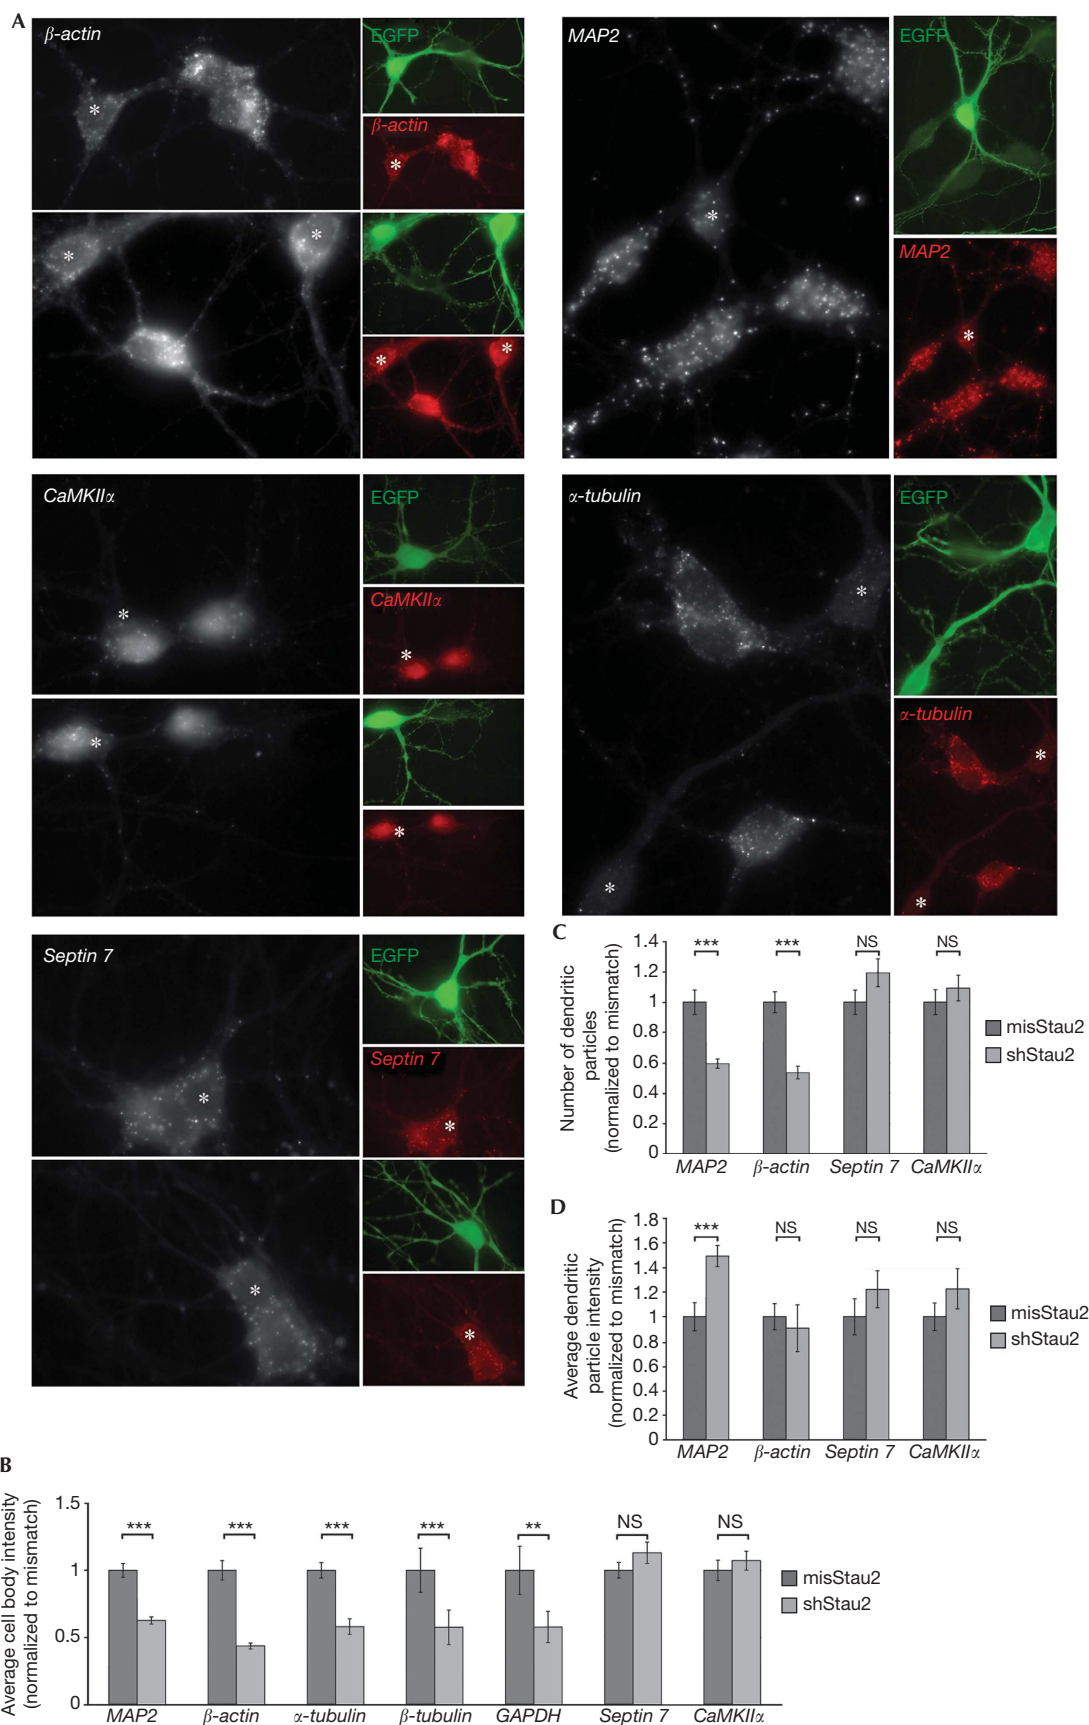 A
β-actin
EGFP
β-actin
MAP2
EGFP
MAP2
CaMKIIα
EGFP
CaMKIIα
α-tubulin
EGFP
α-tubulin
Septin 7
EGFP
Septin 7
C
Number of dendritic
particles
(normalized to mismatch)
1.4
1.2
1
0.8
0.6
0.4
0.2
0
***
***
NS
NS
misStau2
shStau2
MAP2 β-actin Septin 7 CaMKIIα
D
Average dendritic
particle intensity
(normalized to mismatch)
1.8
1.6
1.4
1.2
1
0.8
0.6
0.4
0.2
0
***
NS
NS
NS
misStau2
shStau2
MAP2 β-actin Septin 7 CaMKIIα
B
Average cell body intensity
(normalized to mismatch)
1.5
1
0.5
0
***
***
***
***
**
NS
NS
misStau2
shStau2
MAP2 β-actin α-tubulin β-tubulin GAPDH Septin 7 CaMKIIα